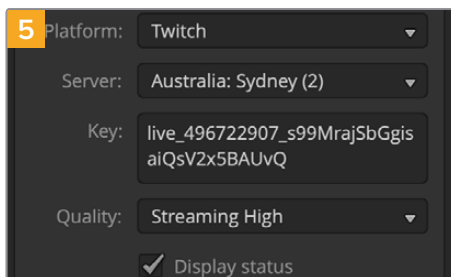 5 Platform: Twitch
Server: Australia: Sydney (2)
Key: live_496722907_s99MrajSbGgis
aiQsV2x5BAUvQ
Quality: Streaming High
Display status